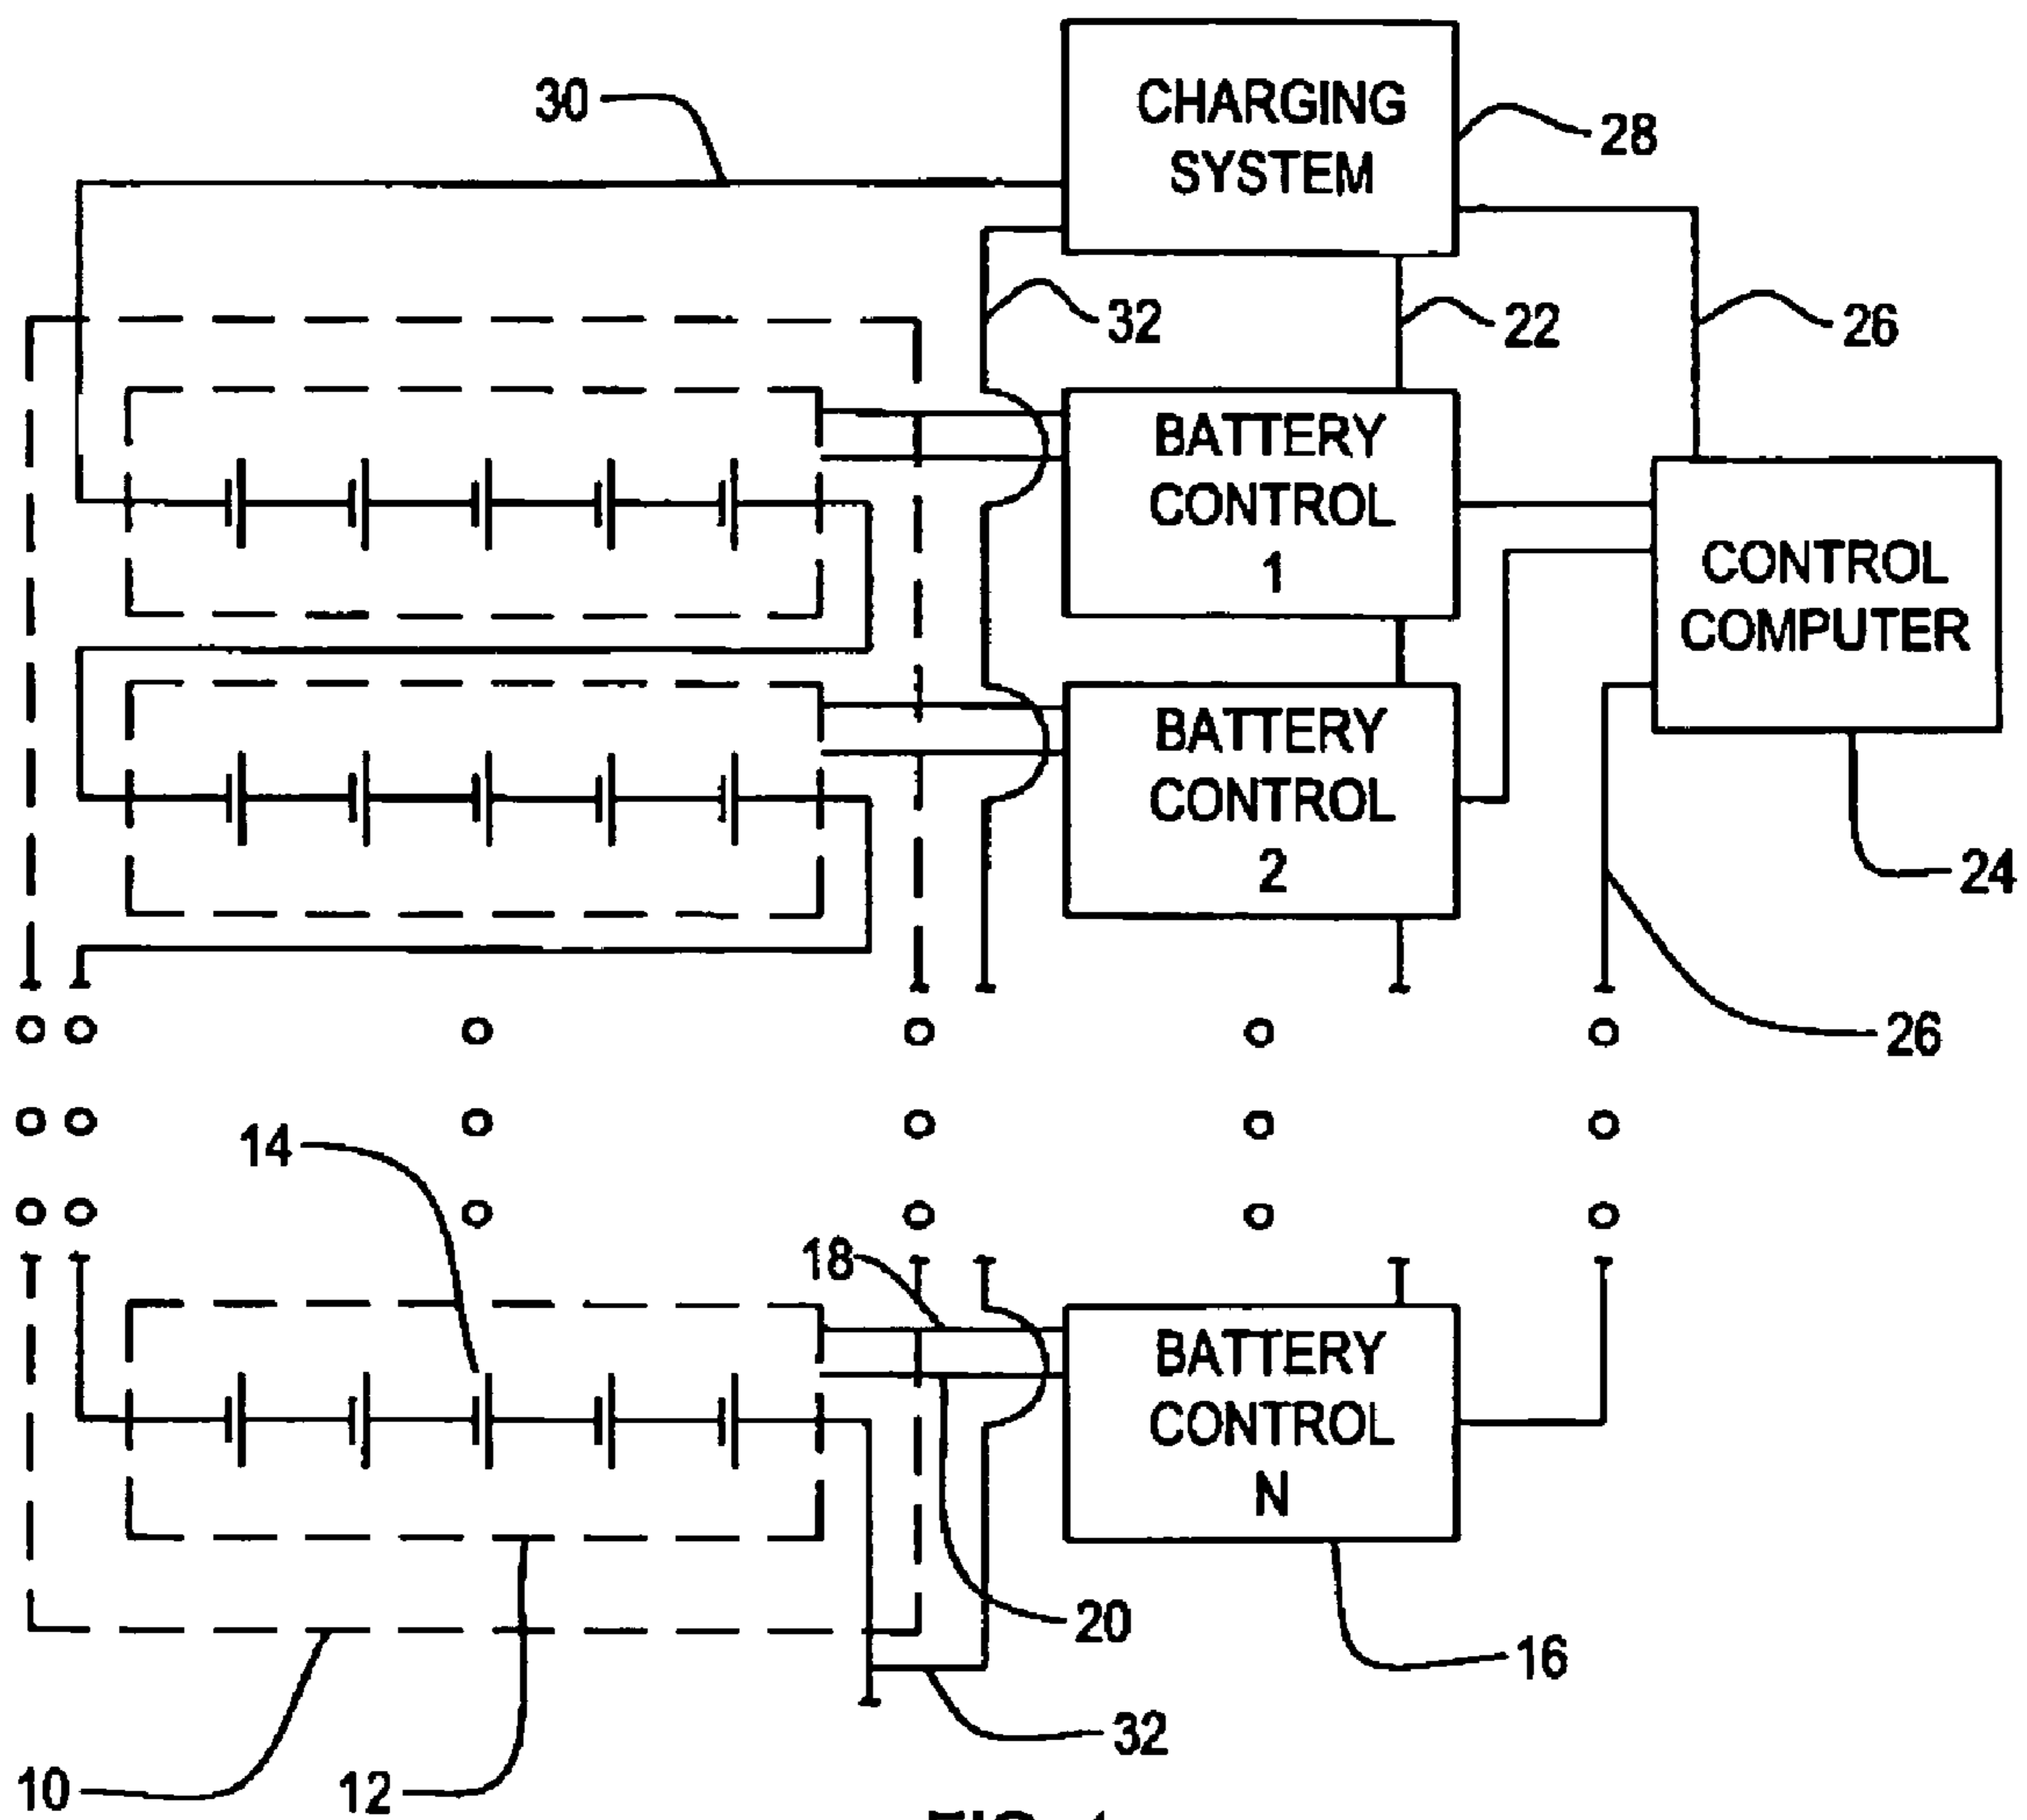 30
CHARGING
SYSTEM
28
32
22
26
BATTERY
CONTROL
1
CONTROL
COMPUTER
BATTERY
CONTROL
2
24
26
14
18
BATTERY
CONTROL
N
20
16
32
10
12